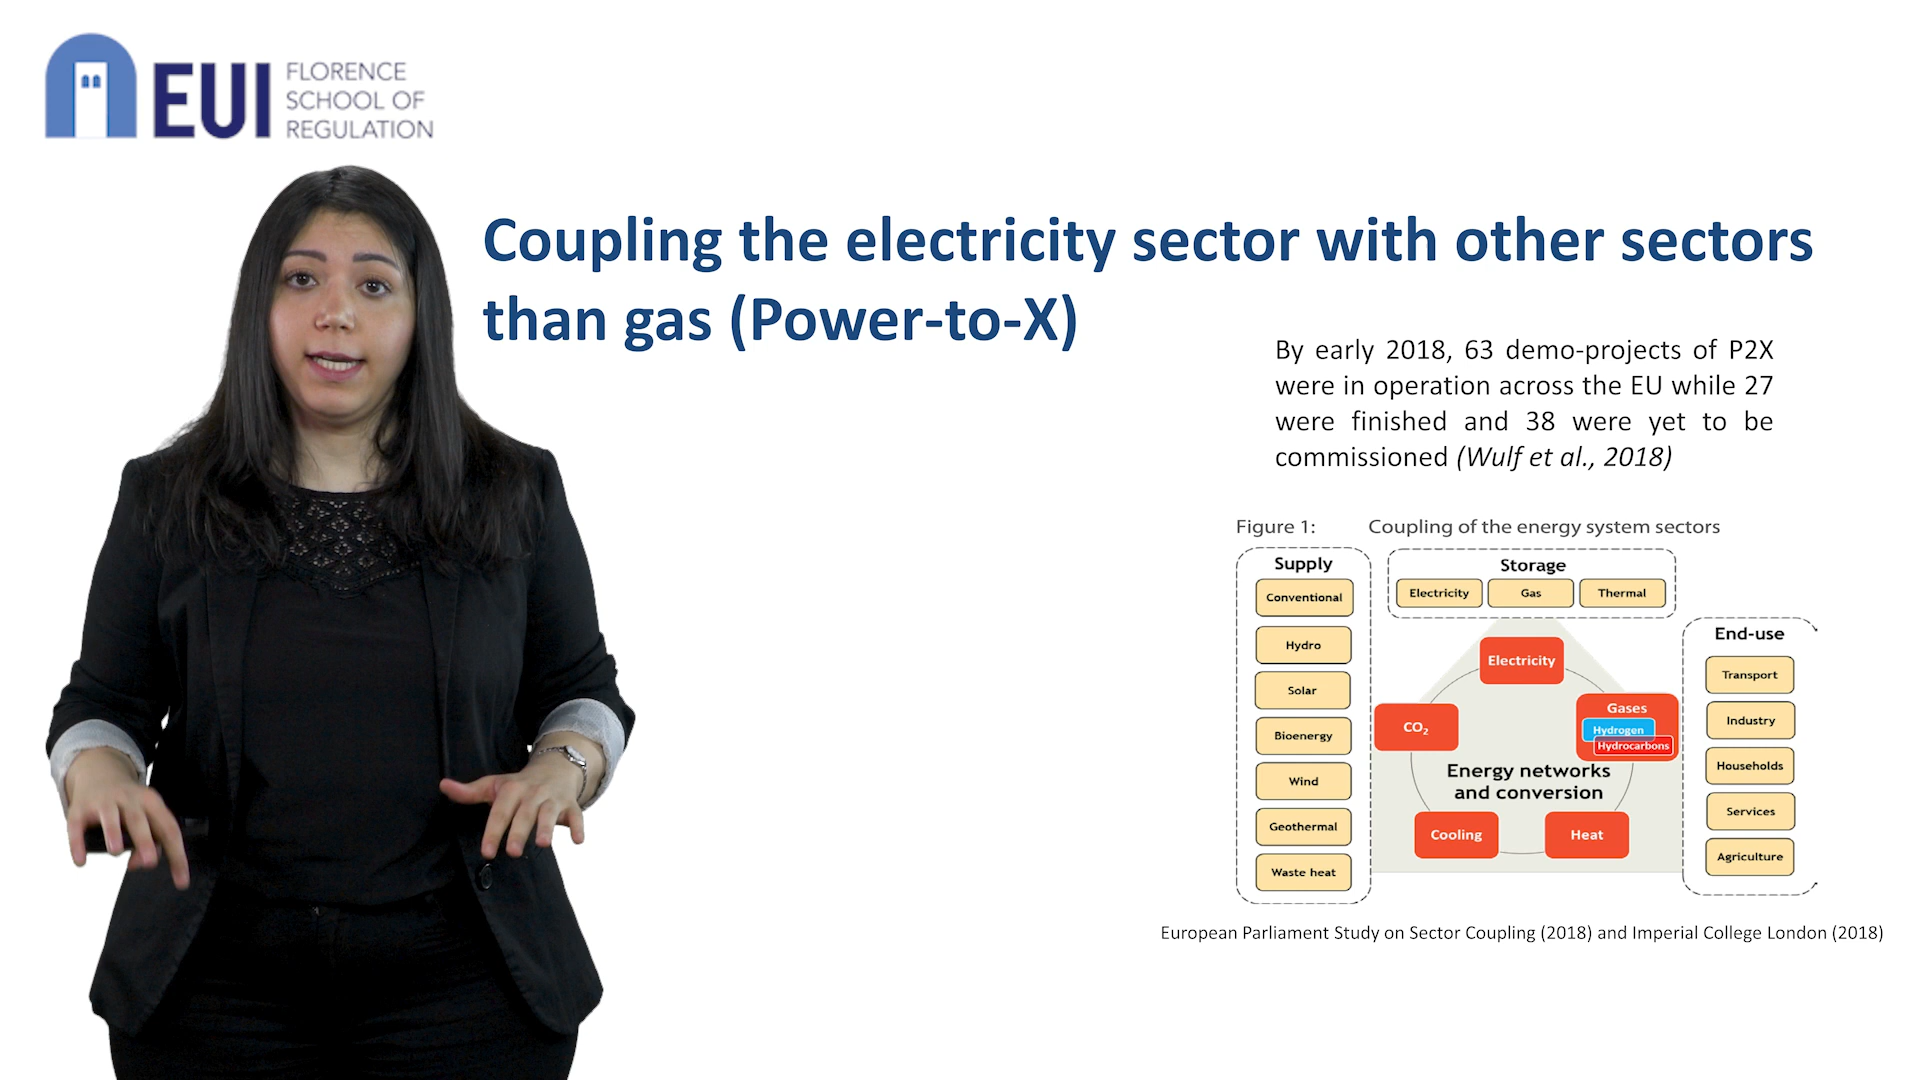 EUI
FLORENCE
SCHOOL OF
REGULATION
Coupling the electricity sector with other sectors
than gas (Power-to-X)
By early 2018, 63 demo-projects of P2X
were in operation across the EU while 27
were finished and 38 were yet to be
commissioned (Wulf et al., 2018)
Figure 1: Coupling of the energy system sectors
Supply
Conventional
Hydro
Solar
Bioenergy
Wind
Geothermal
Waste heat
Storage
Electricity Gas Thermal
Electricity
CO₂
Gases
Hydrogen
Hydrocarbons
Energy networks
and conversion
Cooling
Heat
End-use
Transport
Industry
Households
Services
Agriculture
European Parliament Study on Sector Coupling (2018) and Imperial College London (2018)